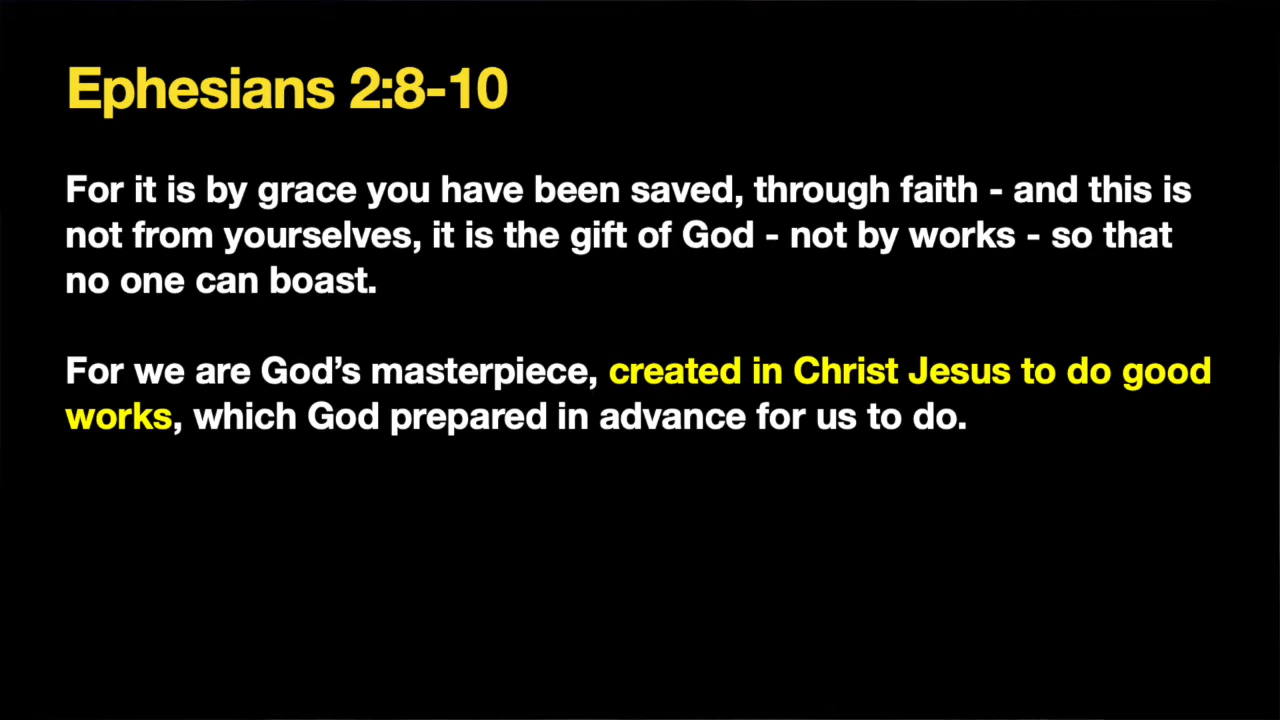 Ephesians 2:8-10
For it is by grace you have been saved, through faith - and this is
not from yourselves, it is the gift of God - not by works - so that
no one can boast.
For we are God’s masterpiece, created in Christ Jesus to do good
works, which God prepared in advance for us to do.